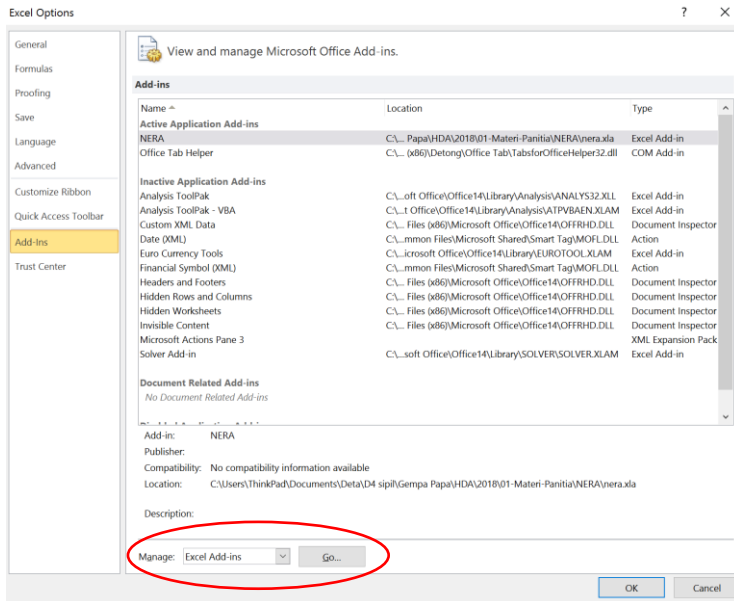 Excel Options ? ×
General
Formulas
Proofing
Save
Language
Advanced
Customize Ribbon
Quick Access Toolbar
Add-Ins
Trust Center
View and manage Microsoft Office Add-ins.
Add-ins
Name Location Type
Active Application Add-ins
NERA C:\... Papa\HDA\2018\01-Materi-Panitia\NERA\nera.xla Excel Add-in
Office Tab Helper C:\... (x86)\Detong\Office Tab\TabsforOfficeHelper32.dll COM Add-in
Inactive Application Add-ins
Analysis ToolPak C:\...oft Office\Office14\Library\Analysis\ANALYS32.XLL Excel Add-in
Analysis ToolPak - VBA C:\...t Office\Office14\Library\Analysis\ATPVBAEN.XLAM Excel Add-in
Custom XML Data C:\... Files (x86)\Microsoft Office\Office14\OFFRHD.DLL Document Inspector
Date (XML) C:\...mmon Files\Microsoft Shared\Smart Tag\MOFL.DLL Action
Euro Currency Tools C:\...icrosoft Office\Office14\Library\EUROTOOL.XLAM Excel Add-in
Financial Symbol (XML) C:\...mmon Files\Microsoft Shared\Smart Tag\MOFL.DLL Action
Headers and Footers C:\... Files (x86)\Microsoft Office\Office14\OFFRHD.DLL Document Inspector
Hidden Rows and Columns C:\... Files (x86)\Microsoft Office\Office14\OFFRHD.DLL Document Inspector
Hidden Worksheets C:\... Files (x86)\Microsoft Office\Office14\OFFRHD.DLL Document Inspector
Invisible Content C:\... Files (x86)\Microsoft Office\Office14\OFFRHD.DLL Document Inspector
Microsoft Actions Pane 3 XML Expansion Pack
Solver Add-in C:\...soft Office\Office14\Library\SOLVER\SOLVER.XLAM Excel Add-in
Document Related Add-ins
No Document Related Add-ins
Add-in: NERA
Publisher:
Compatibility: No compatibility information available
Location: C:\Users\ThinkPad\Documents\Deta\D4 sipil\Gempa Papa\HDA\2018\01-Materi-Panitia\NERA\nera.xla
Description:
Manage: Excel Add-ins Go...
OK Cancel